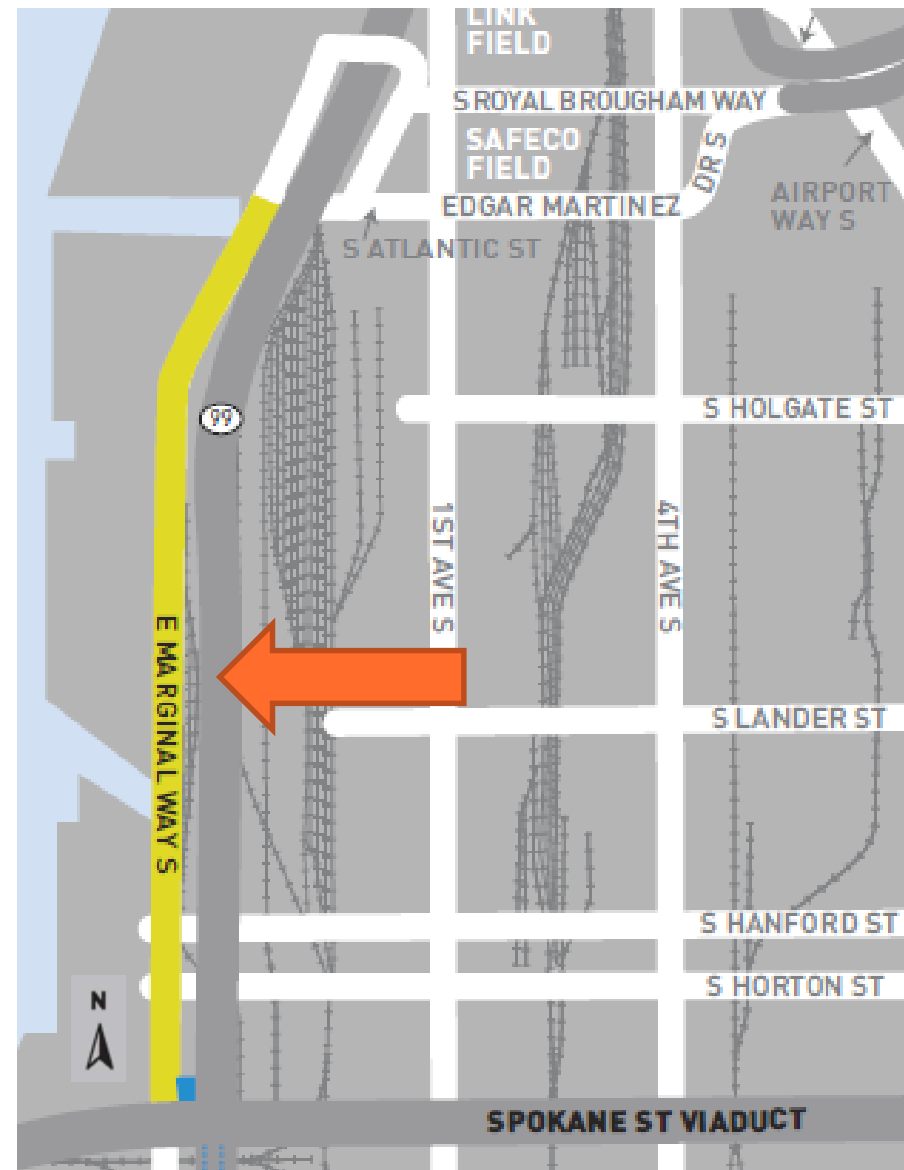 LINK
FIELD
S ROYAL BROUGHAM WAY
SAFECO
FIELD
DR S
EDGAR MARTINEZ
AIRPORT
WAY S
S ATLANTIC ST
S HOLGATE ST
99
1ST AVE S
4TH AVE S
E MARGINAL WAY S
S LANDER ST
S HANFORD ST
S HORTON ST
N
SPOKANE ST VIADUCT